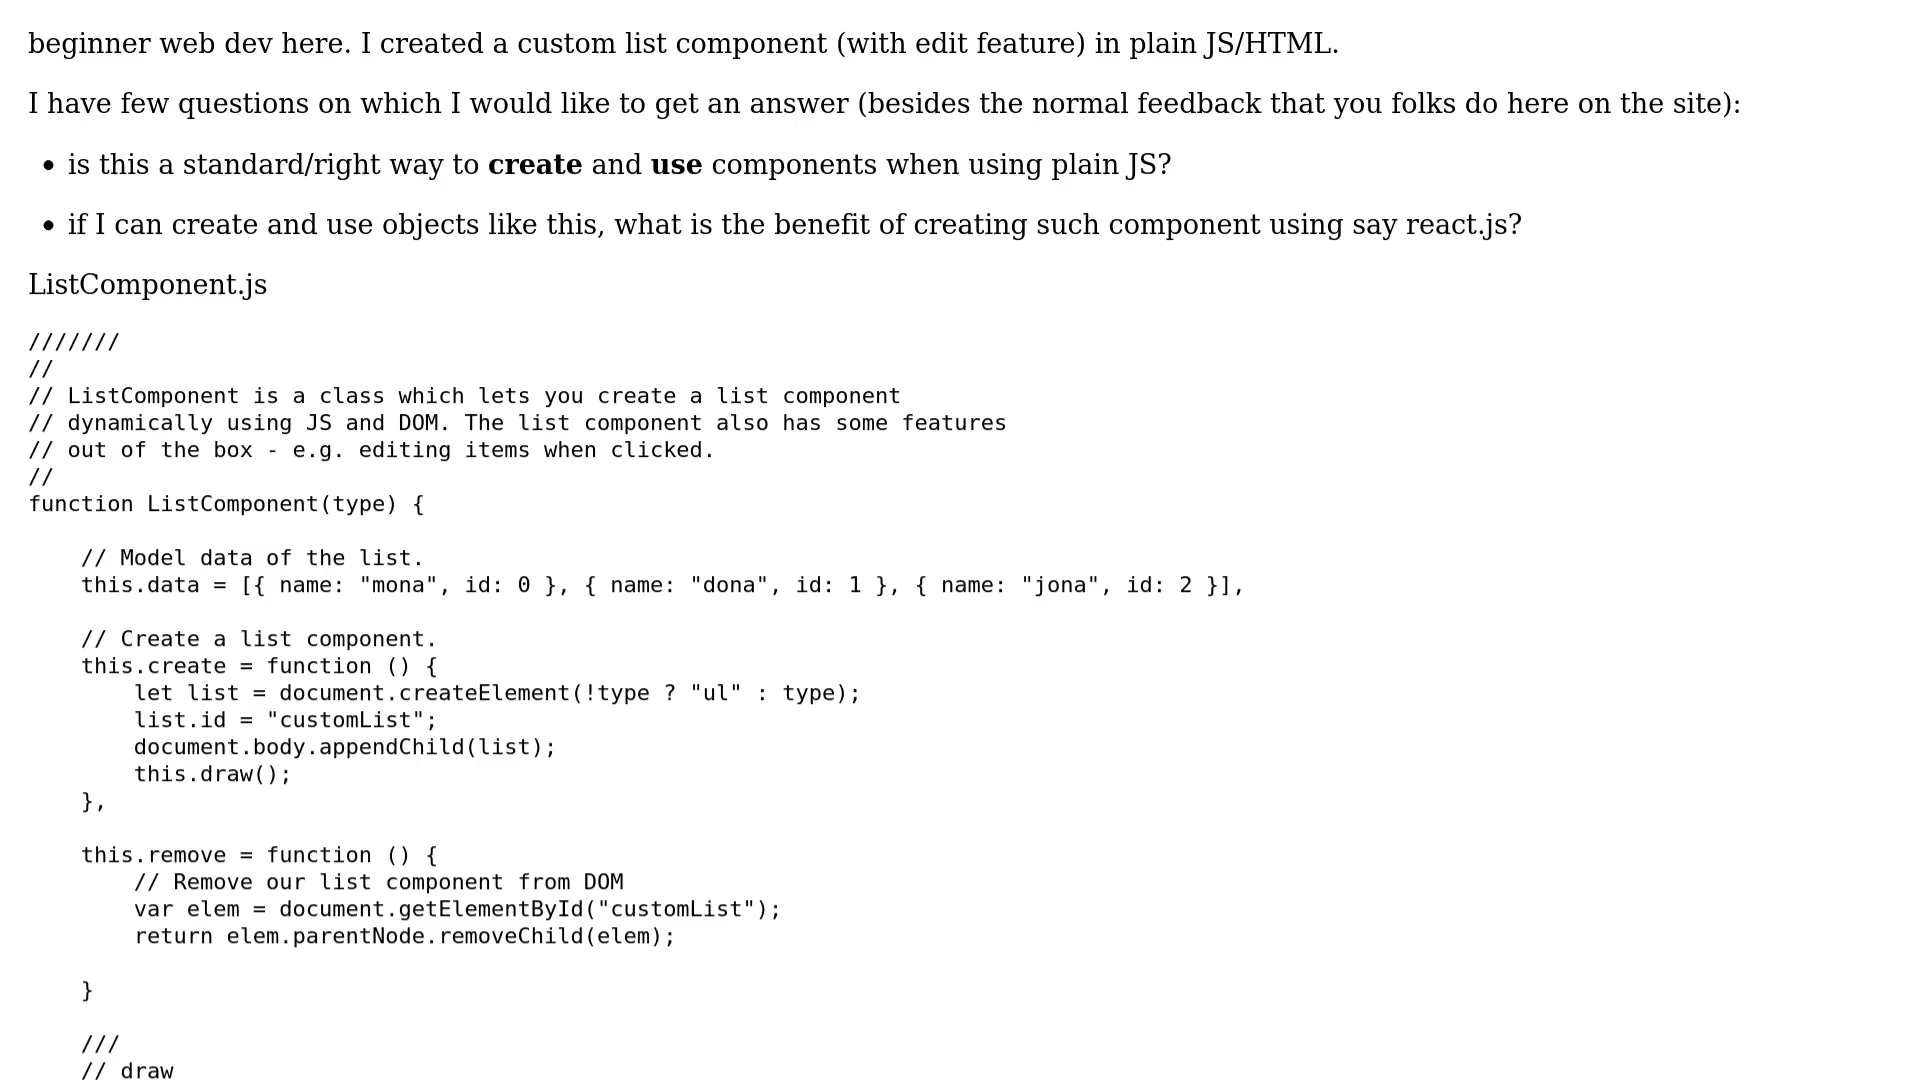 beginner web dev here. I created a custom list component (with edit feature) in plain JS/HTML.
I have few questions on which I would like to get an answer (besides the normal feedback that you folks do here on the site):
• is this a standard/right way to create and use components when using plain JS?
• if I can create and use objects like this, what is the benefit of creating such component using say react.js?
ListComponent.js
///////
//
// ListComponent is a class which lets you create a list component
// dynamically using JS and DOM. The list component also has some features
// out of the box - e.g. editing items when clicked.
//
function ListComponent(type) {
    // Model data of the list.
    this.data = [{ name: "mona", id: 0 }, { name: "dona", id: 1 }, { name: "jona", id: 2 }],
    // Create a list component.
    this.create = function () {
        let list = document.createElement(!type ? "ul" : type);
        list.id = "customList";
        document.body.appendChild(list);
        this.draw();
    },
    this.remove = function () {
        // Remove our list component from DOM
        var elem = document.getElementById("customList");
        return elem.parentNode.removeChild(elem);
    }
    ///
    // draw